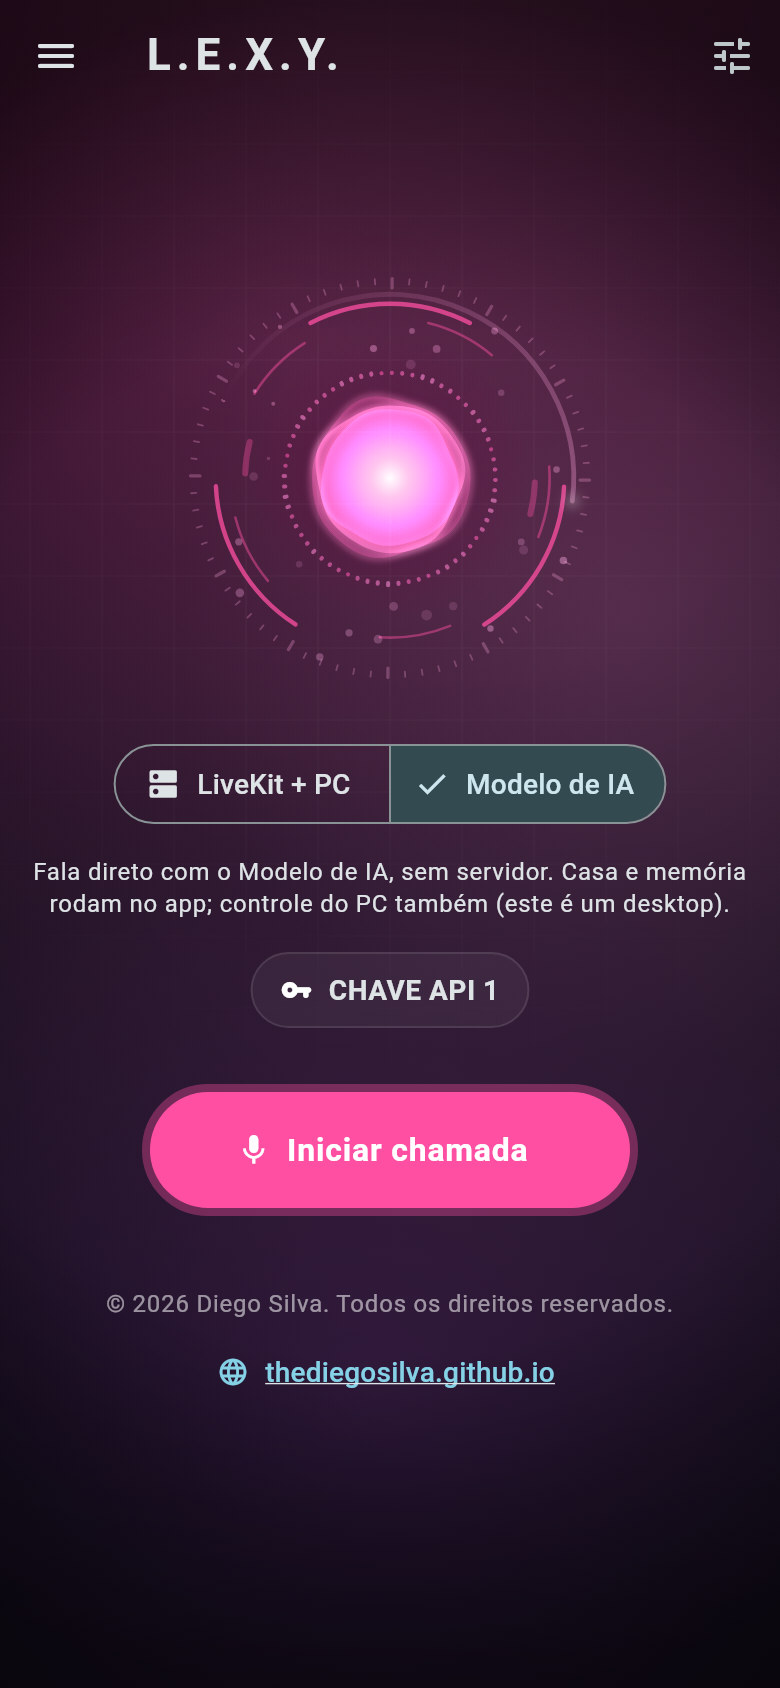 L.E.X.Y.
LiveKit + PC
Modelo de IA
Fala direto com o Modelo de IA, sem servidor. Casa e memória
rodam no app; controle do PC também (este é um desktop).
CHAVE API 1
Iniciar chamada
© 2026 Diego Silva. Todos os direitos reservados.
thediegosilva.github.io